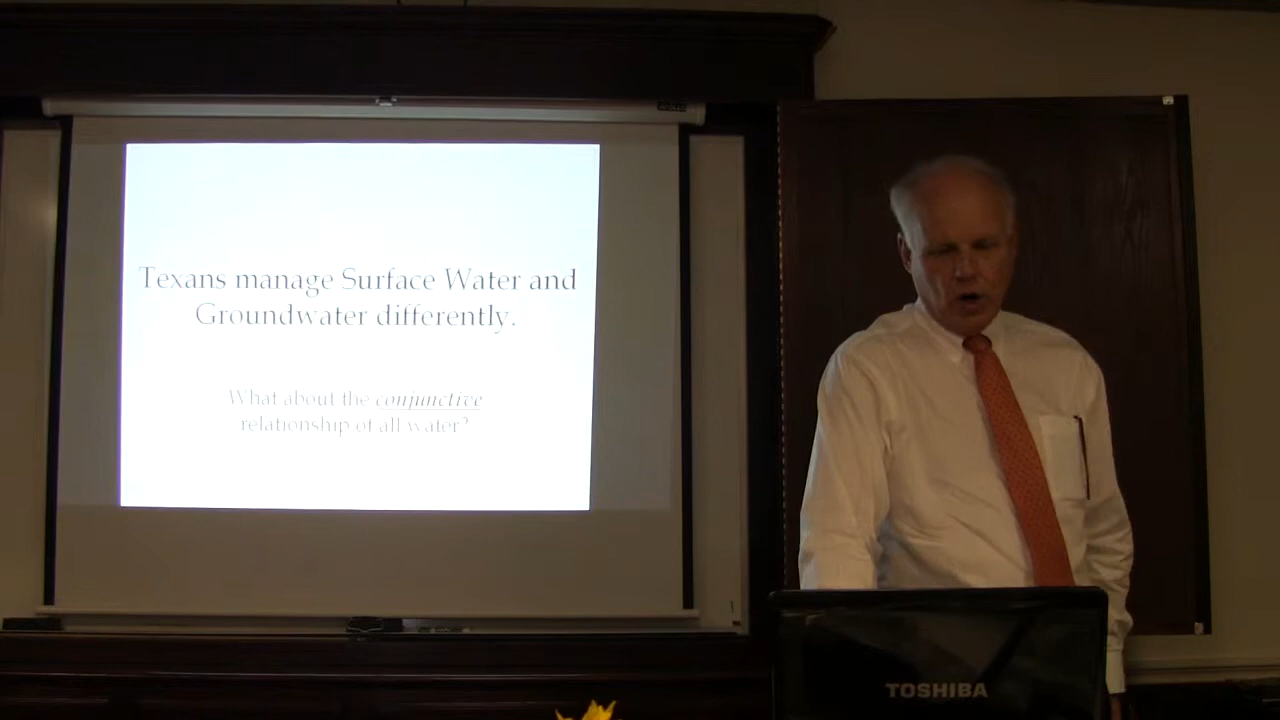 Texans manage Surface Water and
Groundwater differently.
What about the conjunctive
relationship of all water?
TOSHIBA